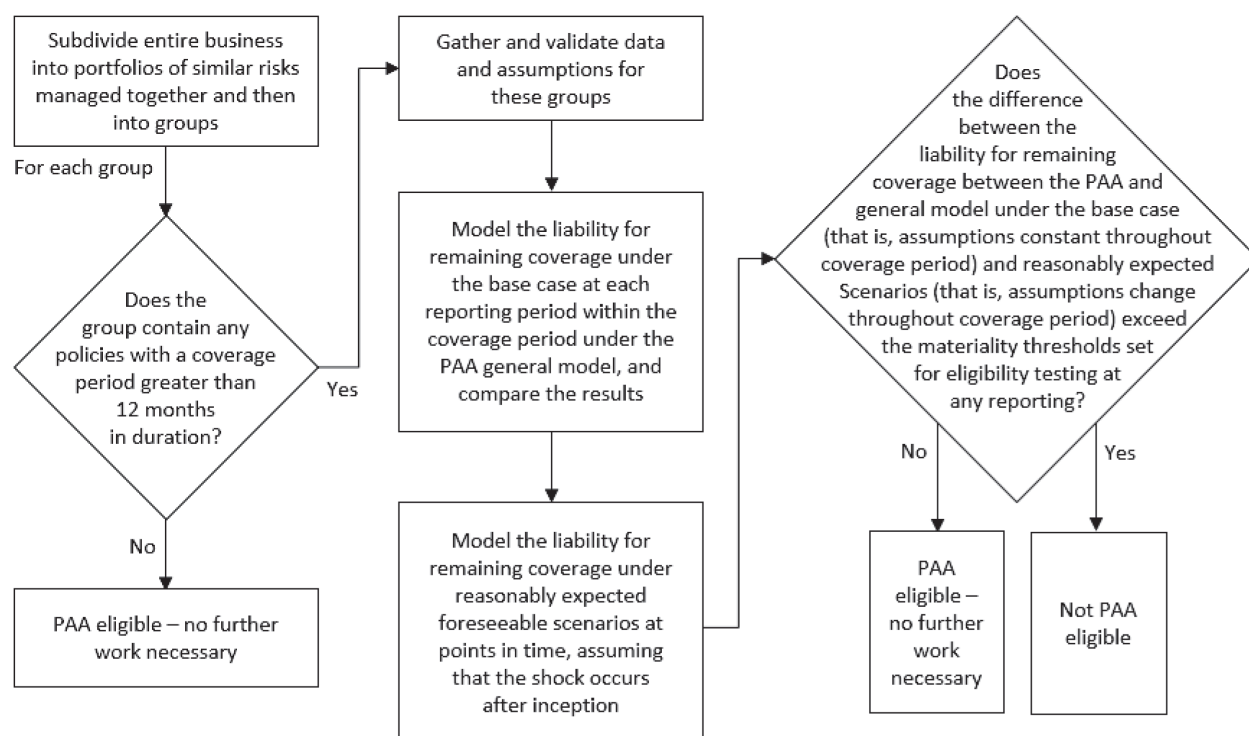 Subdivide entire business
into portfolios of similar risks
managed together and then
into groups
For each group
Does the
group contain any
policies with a coverage
period greater than
12 months
in duration?
Yes
No
PAA eligible – no further
work necessary
Gather and validate data
and assumptions for
these groups
Model the liability for
remaining coverage under
the base case at each
reporting period within the
coverage period under the
PAA general model, and
compare the results
Model the liability for
remaining coverage under
reasonably expected
foreseeable scenarios at
points in time, assuming
that the shock occurs
after inception
Does
the difference
between the
liability for remaining
coverage between the PAA and
general model under the base case
(that is, assumptions constant throughout
coverage period) and reasonably expected
Scenarios (that is, assumptions change
throughout coverage period) exceed
the materiality thresholds set
for eligibility testing at
any reporting?
No
Yes
PAA
eligible –
no further
work
necessary
Not PAA
eligible